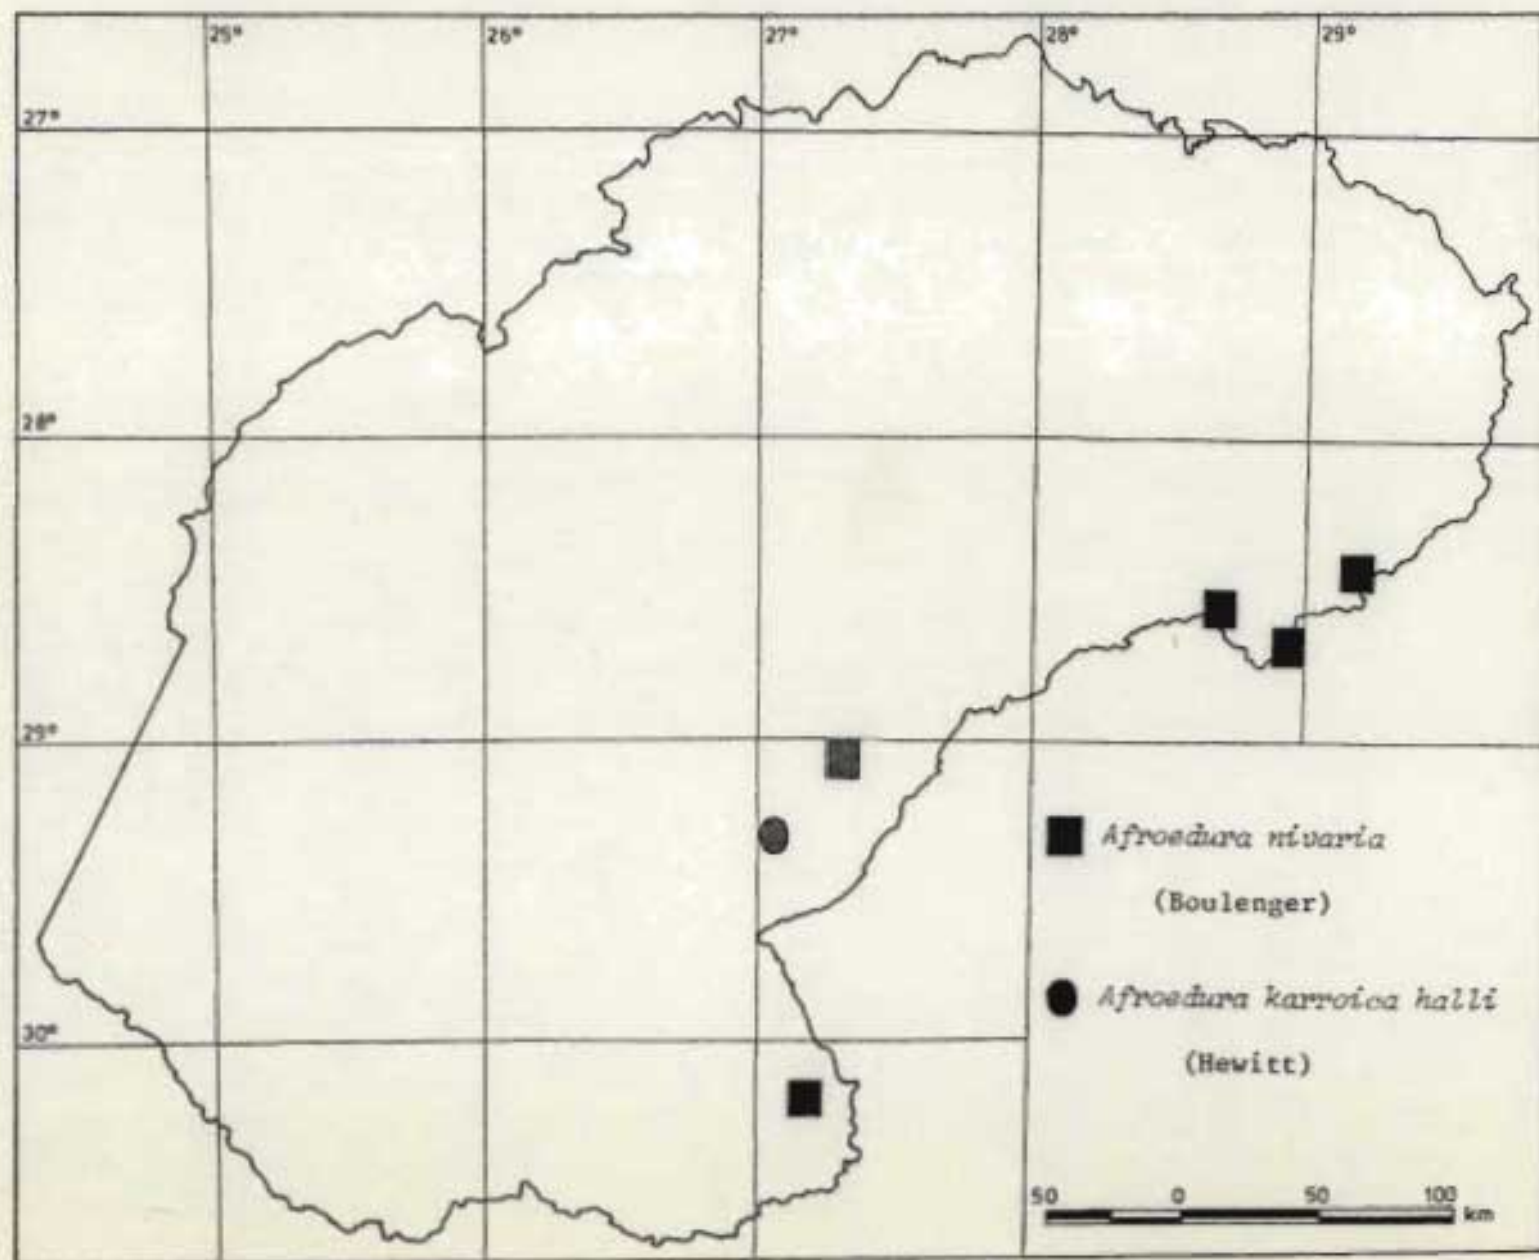 25° 26° 27° 28° 29°
27°
28°
29°
30°
Afroedura nivaria
(Boulenger)
Afroedura karroica halli
(Hewitt)
50 0 50 100
km